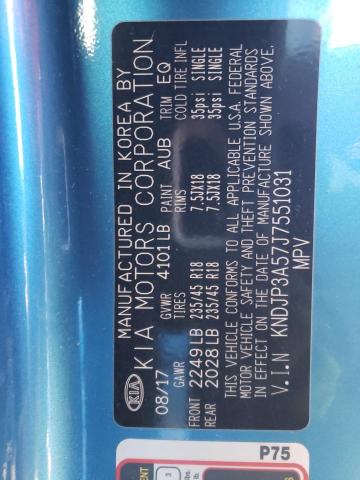 MANUFACTURED IN KOREA BY
KIA KIA MOTORS CORPORATION
08/17 GVWR 4101LB PAINT AUB TRIM EQ
GAWR TIRES COLD TIRE INFL
FRONT 2249LB 235/45 R18 7.5JX18 35psi SINGLE
REAR 2028LB 235/45 R18 7.5JX18 35psi SINGLE
THIS VEHICLE CONFORMS TO ALL APPLICABLE U.S.A. FEDERAL
MOTOR VEHICLE SAFETY AND THEFT PREVENTION STANDARDS
IN EFFECT ON THE DATE OF MANUFACTURE SHOWN ABOVE.
V.I.N KNDJP3A57J7551031
MPV
P75